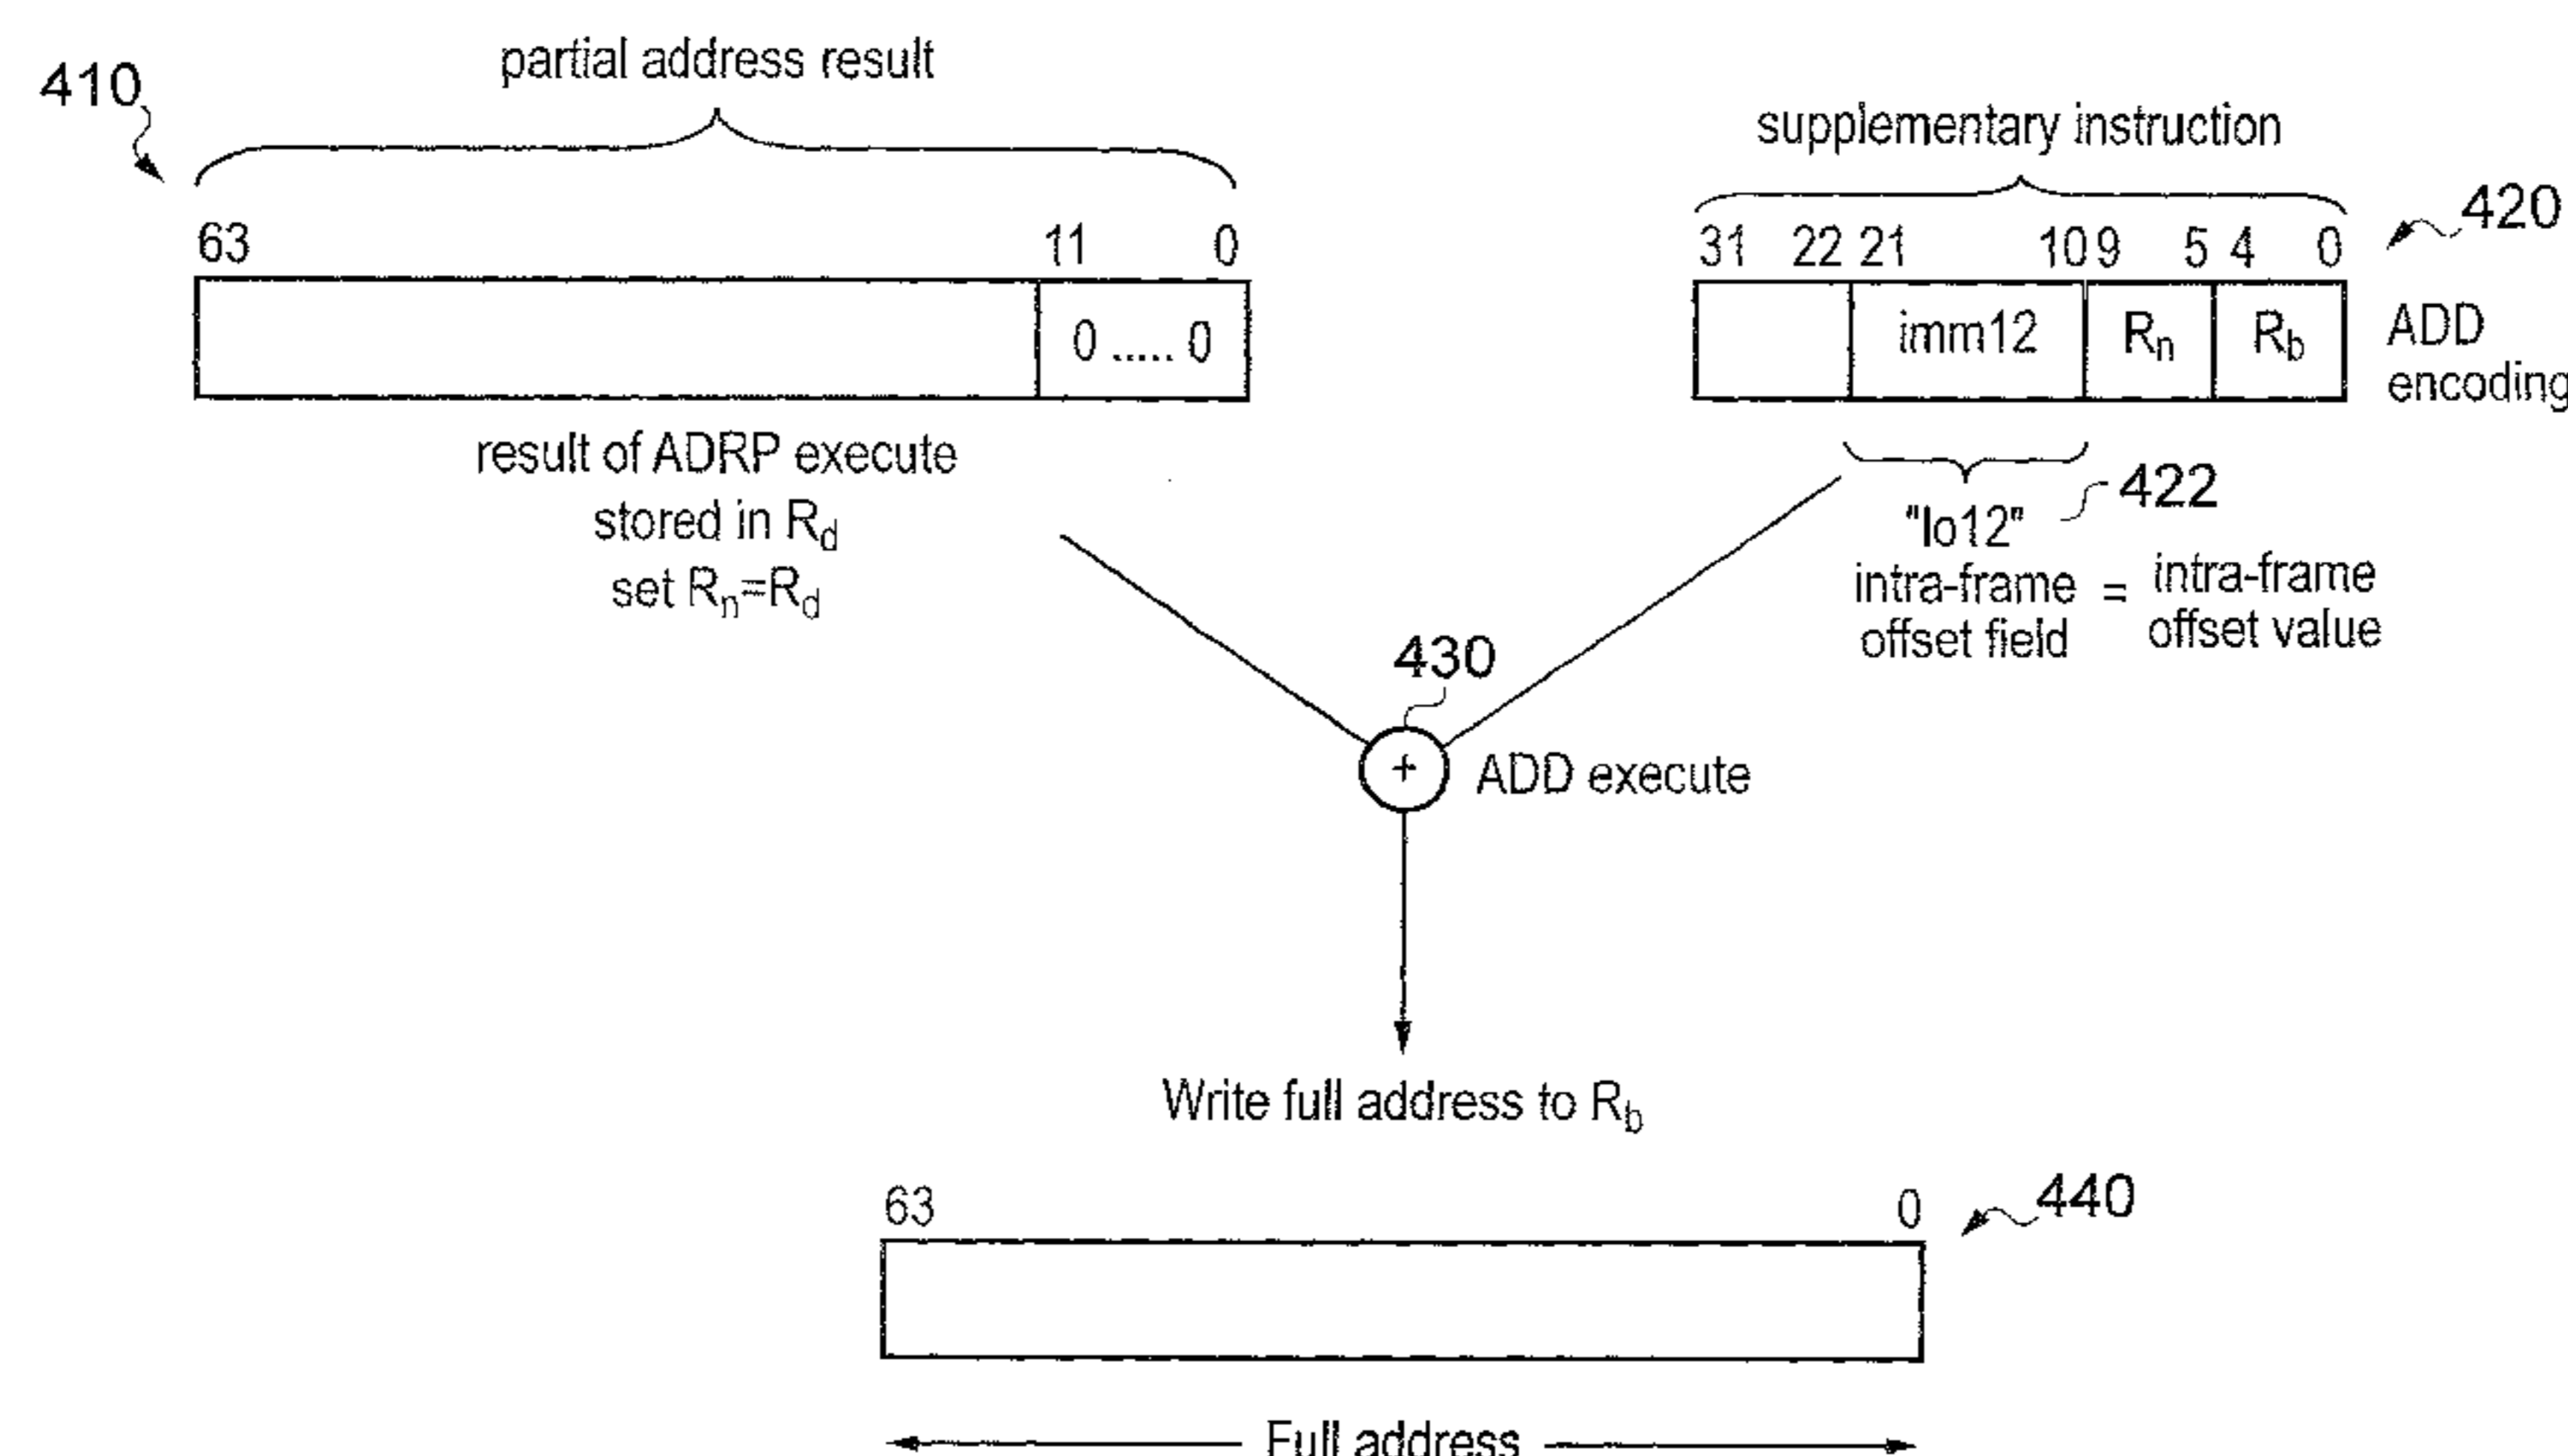 partial address result
410
63 11 0
0 ..... 0
result of ADRP execute
stored in Rd
set Rn=Rd
supplementary instruction
420
31 22 21 10 9 5 4 0
imm12 Rn Rb
ADD
encoding
"lo12"
422
intra-frame
offset field
=
intra-frame
offset value
430
+ ADD execute
Write full address to Rb
63 0
440
Full address